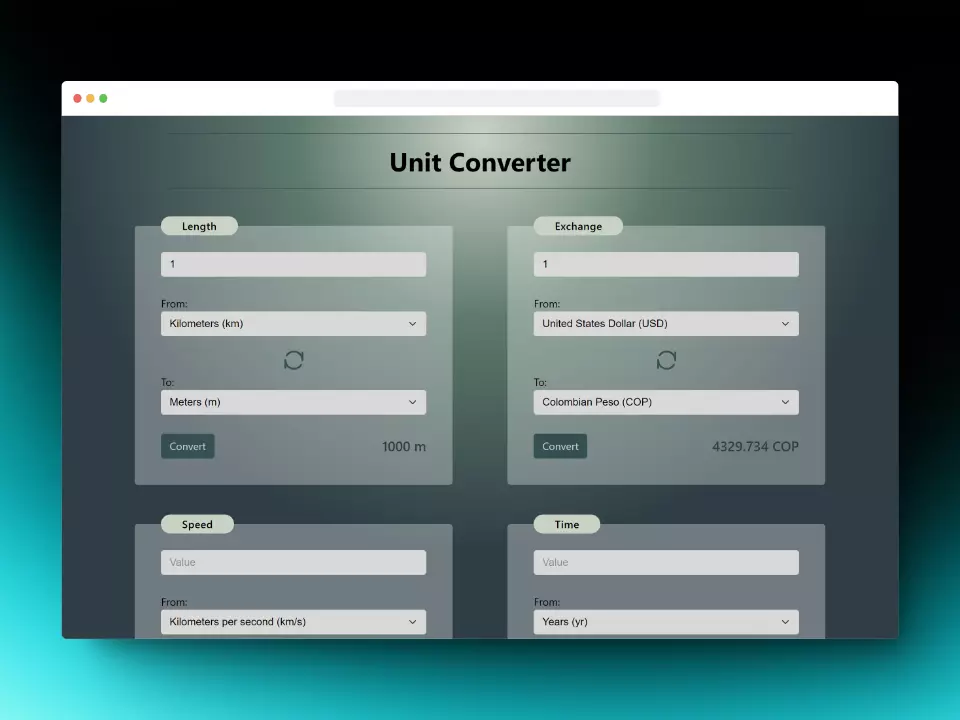 Unit Converter
Length
1
From:
Kilometers (km)
To:
Meters (m)
Convert
1000 m
Exchange
1
From:
United States Dollar (USD)
To:
Colombian Peso (COP)
Convert
4329.734 COP
Speed
Value
From:
Kilometers per second (km/s)
Time
Value
From:
Years (yr)